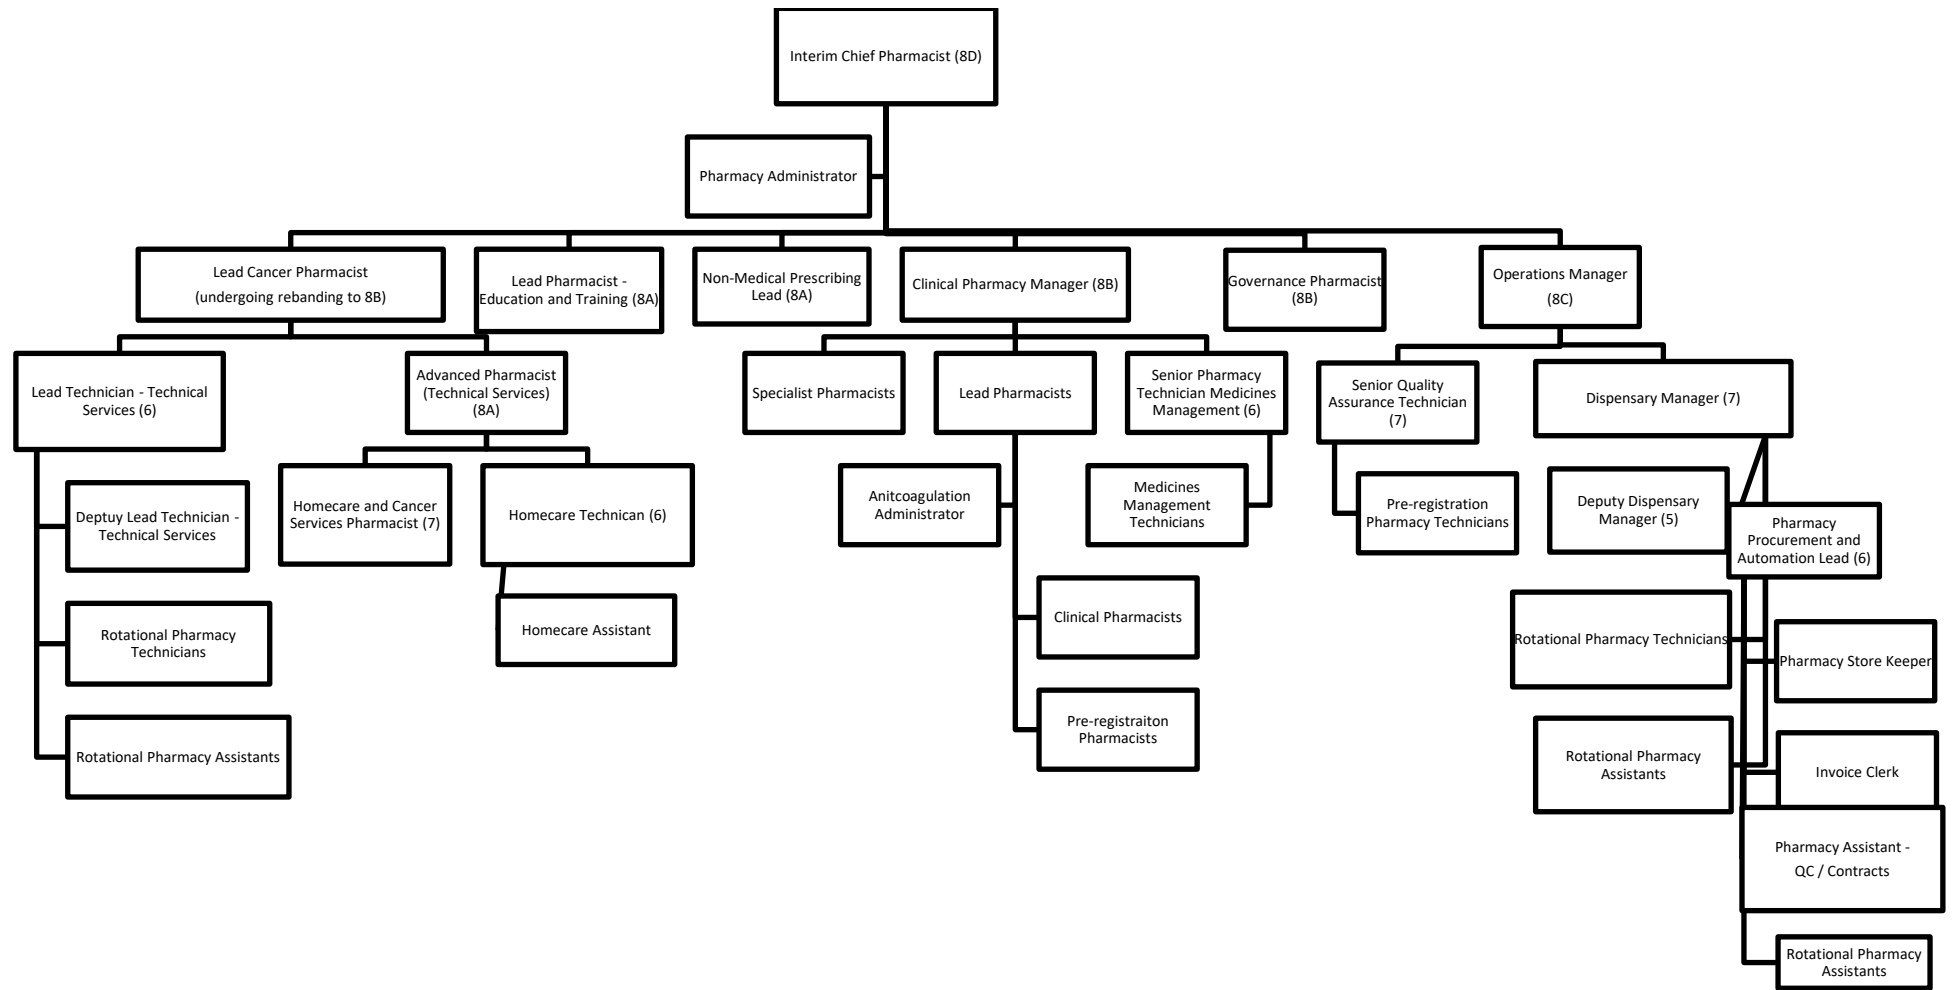 Interim Chief Pharmacist (8D)
Pharmacy Administrator
Lead Cancer Pharmacist
(undergoing rebanding to 8B)
Lead Pharmacist -
Education and Training (8A)
Non-Medical Prescribing
Lead (8A)
Clinical Pharmacy Manager (8B)
Governance Pharmacist
(8B)
Operations Manager
(8C)
Lead Technician - Technical
Services (6)
Advanced Pharmacist
(Technical Services)
(8A)
Specialist Pharmacists
Lead Pharmacists
Senior Pharmacy
Technician Medicines
Management (6)
Senior Quality
Assurance Technician
(7)
Dispensary Manager (7)
Deptuy Lead Technician -
Technical Services
Homecare and Cancer
Services Pharmacist (7)
Homecare Technican (6)
Anitcoagulation
Administrator
Medicines
Management
Technicians
Pre-registration
Pharmacy Technicians
Deputy Dispensary
Manager (5)
Pharmacy
Procurement and
Automation Lead (6)
Rotational Pharmacy
Technicians
Homecare Assistant
Clinical Pharmacists
Rotational Pharmacy Technicians
Pharmacy Store Keeper
Rotational Pharmacy Assistants
Pre-registraiton
Pharmacists
Rotational Pharmacy
Assistants
Invoice Clerk
Pharmacy Assistant -
QC / Contracts
Rotational Pharmacy
Assistants